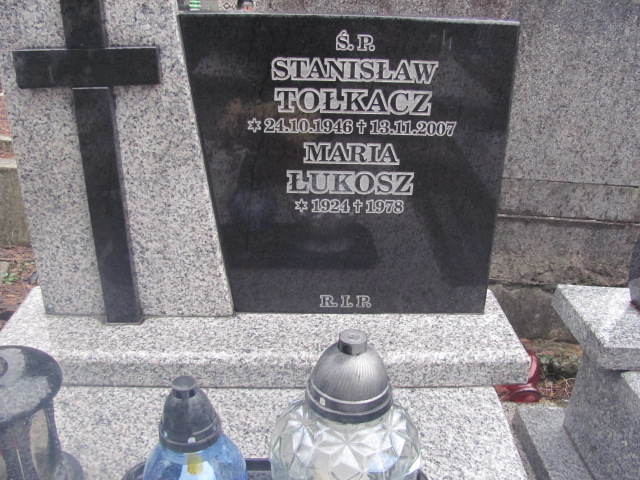 Ś. P.
STANISŁAW
TOŁKACZ
* 24.10.1946 † 13.11.2007
MARIA
ŁUKOSZ
* 1924 † 1978
R. I. P.